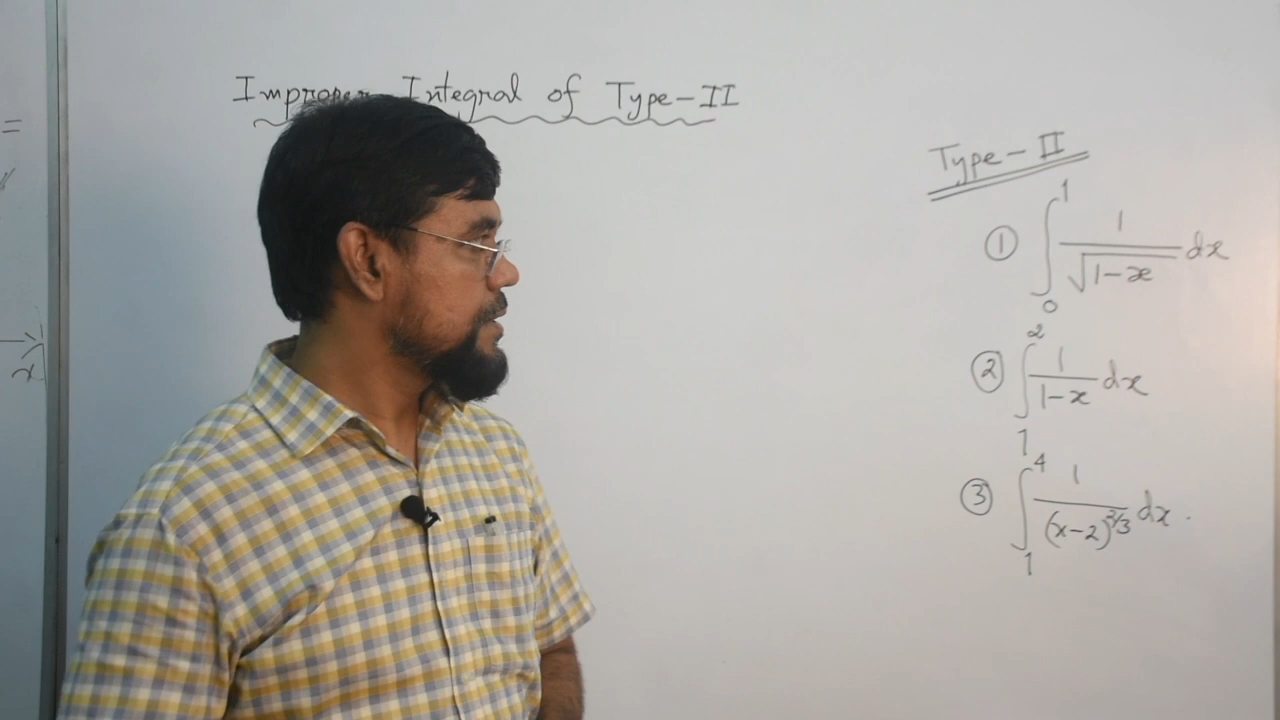 Improper Integral of Type-II
Type-II
① ∫₀¹ 1/√(1-x) dx
② ∫₁² 1/(1-x) dx
③ ∫₁⁴ 1/(x-2)^(2/3) dx.
=
x